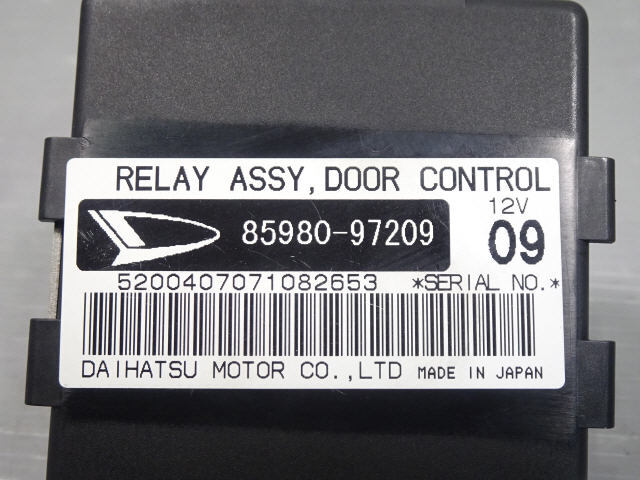 RELAY ASSY, DOOR CONTROL
12V
85980-97209
09
5200407071082653 *SERIAL NO.*
DAIHATSU MOTOR CO.,LTD MADE IN JAPAN